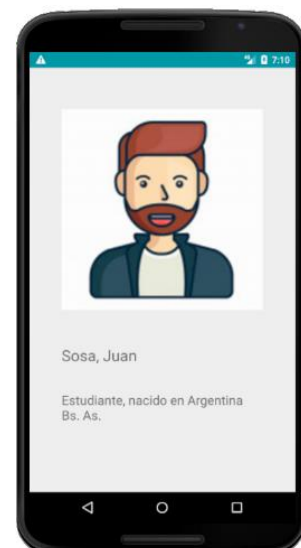 7:10
Sosa, Juan
Estudiante, nacido en Argentina
Bs. As.